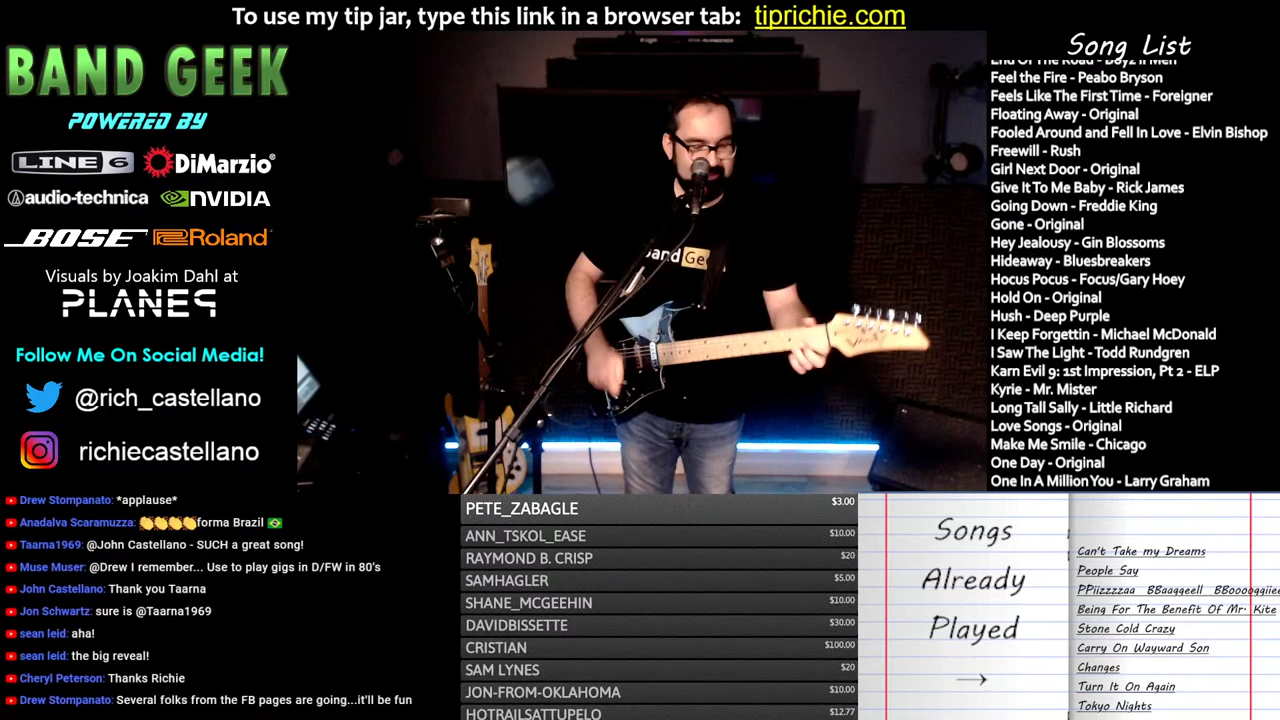 To use my tip jar, type this link in a browser tab: tiprichie.com
BAND GEEK
POWERED BY
LINE 6
DiMarzio
audio-technica
NVIDIA
BOSE
Roland
Visuals by Joakim Dahl at
PLANE9
Follow Me On Social Media!
@rich_castellano
richiecastellano
Drew Stompanato: *applause*
Anadalva Scaramuzza: 👏👏👏👏forma Brazil 🇧🇷
Taarna1969: @John Castellano - SUCH a great song!
Muse Muser: @Drew I remember... Use to play gigs in D/FW in 80's
John Castellano: Thank you Taarna
Jon Schwartz: sure is @Taarna1969
sean leid: aha!
sean leid: the big reveal!
Cheryl Peterson: Thanks Richie
Drew Stompanato: Several folks from the FB pages are going...it'll be fun
Band Gee
Song List
End Of The Road - Boyz II Men
Feel the Fire - Peabo Bryson
Feels Like The First Time - Foreigner
Floating Away - Original
Fooled Around and Fell In Love - Elvin Bishop
Freewill - Rush
Girl Next Door - Original
Give It To Me Baby - Rick James
Going Down - Freddie King
Gone - Original
Hey Jealousy - Gin Blossoms
Hideaway - Bluesbreakers
Hocus Pocus - Focus/Gary Hoey
Hold On - Original
Hush - Deep Purple
I Keep Forgettin - Michael McDonald
I Saw The Light - Todd Rundgren
Karn Evil 9: 1st Impression, Pt 2 - ELP
Kyrie - Mr. Mister
Long Tall Sally - Little Richard
Love Songs - Original
Make Me Smile - Chicago
One Day - Original
One In A Million You - Larry Graham
PETE_ZABAGLE $3.00
ANN_TSKOL_EASE $10.00
RAYMOND B. CRISP $20
SAMHAGLER $5.00
SHANE_MCGEEHIN $10.00
DAVIDBISSETTE $30.00
CRISTIAN $100.00
SAM LYNES $20
JON-FROM-OKLAHOMA $10.00
HOTRAILSATTUPELO $12.77
Songs
Already
Played
→
Can't Take my Dreams
People Say
PPiizzzzaa BBaaggeell BBooooggiiee
Being For The Benefit Of Mr. Kite
Stone Cold Crazy
Carry On Wayward Son
Changes
Turn It On Again
Tokyo Nights